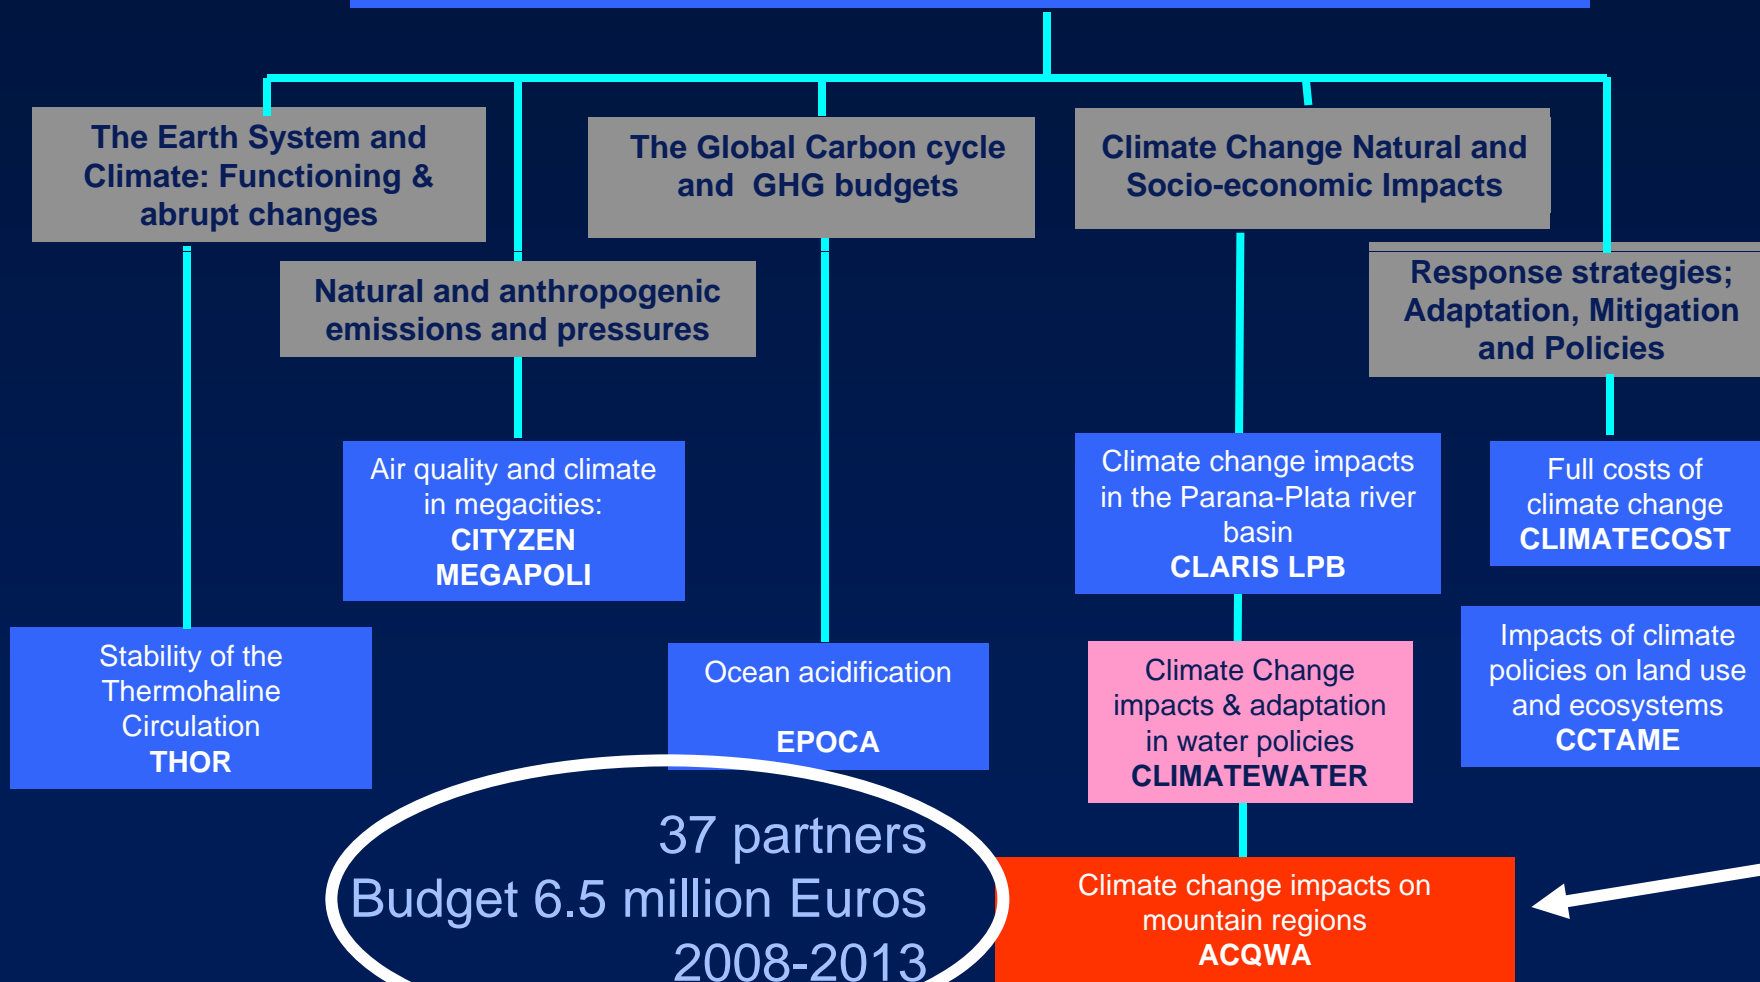 The Earth System and
Climate: Functioning &
abrupt changes
The Global Carbon cycle
and GHG budgets
Climate Change Natural and
Socio-economic Impacts
Natural and anthropogenic
emissions and pressures
Response strategies;
Adaptation, Mitigation
and Policies
Air quality and climate
in megacities:
CITYZEN
MEGAPOLI
Climate change impacts
in the Parana-Plata river
basin
CLARIS LPB
Full costs of
climate change
CLIMATECOST
Stability of the
Thermohaline
Circulation
THOR
Ocean acidification
EPOCA
Climate Change
impacts & adaptation
in water policies
CLIMATEWATER
Impacts of climate
policies on land use
and ecosystems
CCTAME
37 partners
Budget 6.5 million Euros
2008-2013
Climate change impacts on
mountain regions
ACQWA